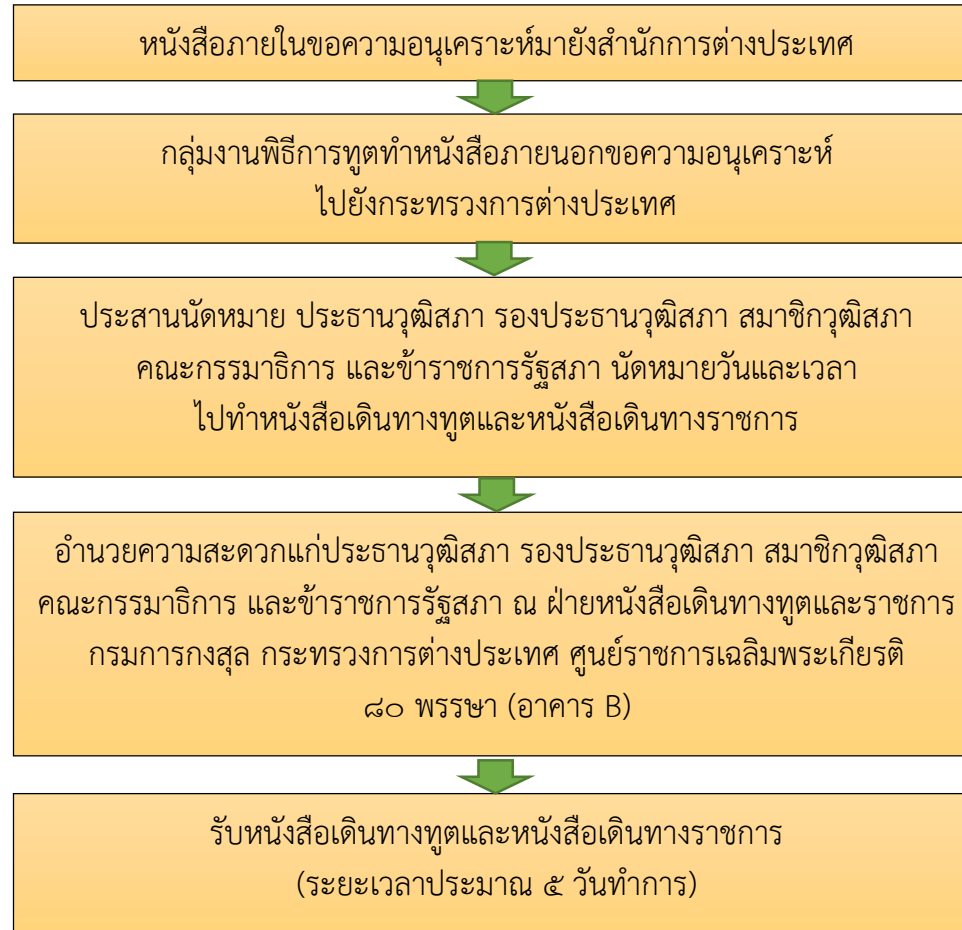 หนังสือภายในขอความอนุเคราะห์มายังสำนักการต่างประเทศ
กลุ่มงานพิธีการทูตทำหนังสือภายนอกขอความอนุเคราะห์
ไปยังกระทรวงการต่างประเทศ
ประสานนัดหมาย ประธานวุฒิสภา รองประธานวุฒิสภา สมาชิกวุฒิสภา
คณะกรรมาธิการ และข้าราชการรัฐสภา นัดหมายวันและเวลา
ไปทำหนังสือเดินทางทูตและหนังสือเดินทางราชการ
อำนวยความสะดวกแก่ประธานวุฒิสภา รองประธานวุฒิสภา สมาชิกวุฒิสภา
คณะกรรมาธิการ และข้าราชการรัฐสภา ณ ฝ่ายหนังสือเดินทางทูตและราชการ
กรมการกงสุล กระทรวงการต่างประเทศ ศูนย์ราชการเฉลิมพระเกียรติ
๘๐ พรรษา (อาคาร B)
รับหนังสือเดินทางทูตและหนังสือเดินทางราชการ
(ระยะเวลาประมาณ ๕ วันทำการ)